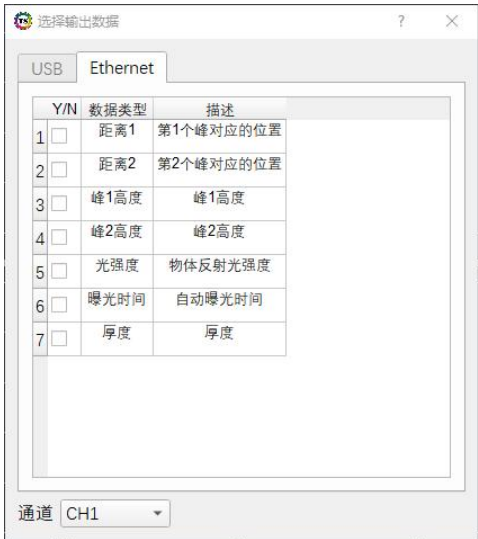 选择输出数据 ? ×
USB Ethernet
Y/N 数据类型 描述
1 距离1 第1个峰对应的位置
2 距离2 第2个峰对应的位置
3 峰1高度 峰1高度
4 峰2高度 峰2高度
5 光强度 物体反射光强度
6 曝光时间 自动曝光时间
7 厚度 厚度
通道 CH1